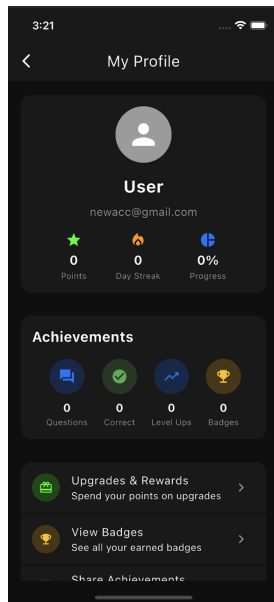 3:21
My Profile
User
newacc@gmail.com
0 0 0%
Points Day Streak Progress
Achievements
0 0 0 0
Questions Correct Level Ups Badges
Upgrades & Rewards
Spend your points on upgrades
View Badges
See all your earned badges
Share Achievements